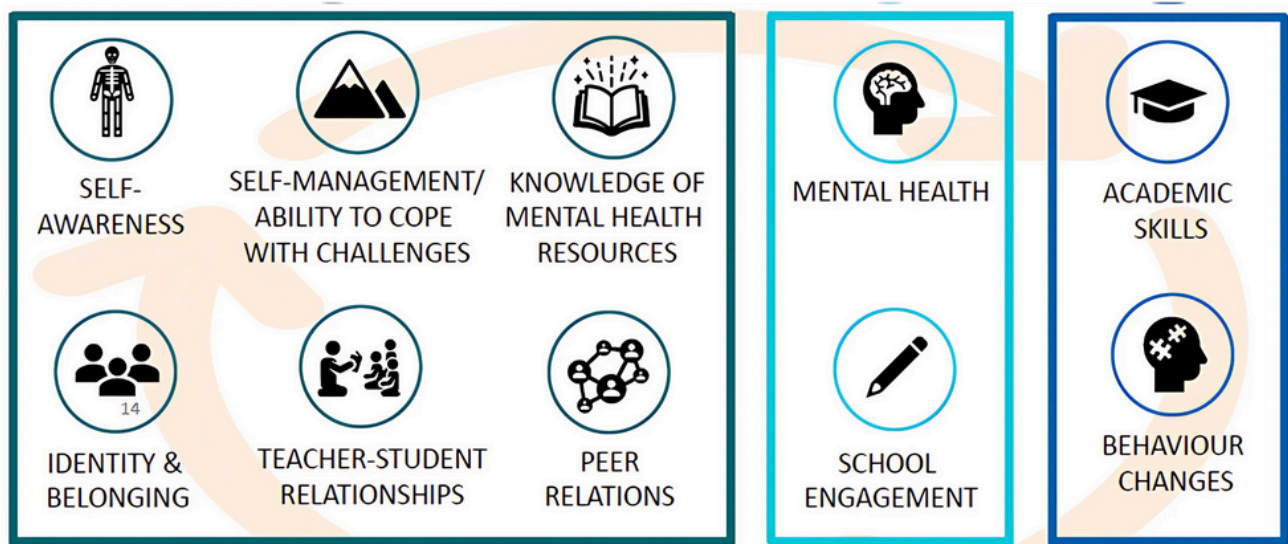 SELF-
AWARENESS
SELF-MANAGEMENT/
ABILITY TO COPE
WITH CHALLENGES
KNOWLEDGE OF
MENTAL HEALTH
RESOURCES
14
IDENTITY &
BELONGING
TEACHER-STUDENT
RELATIONSHIPS
PEER
RELATIONS
MENTAL HEALTH
SCHOOL
ENGAGEMENT
ACADEMIC
SKILLS
BEHAVIOUR
CHANGES